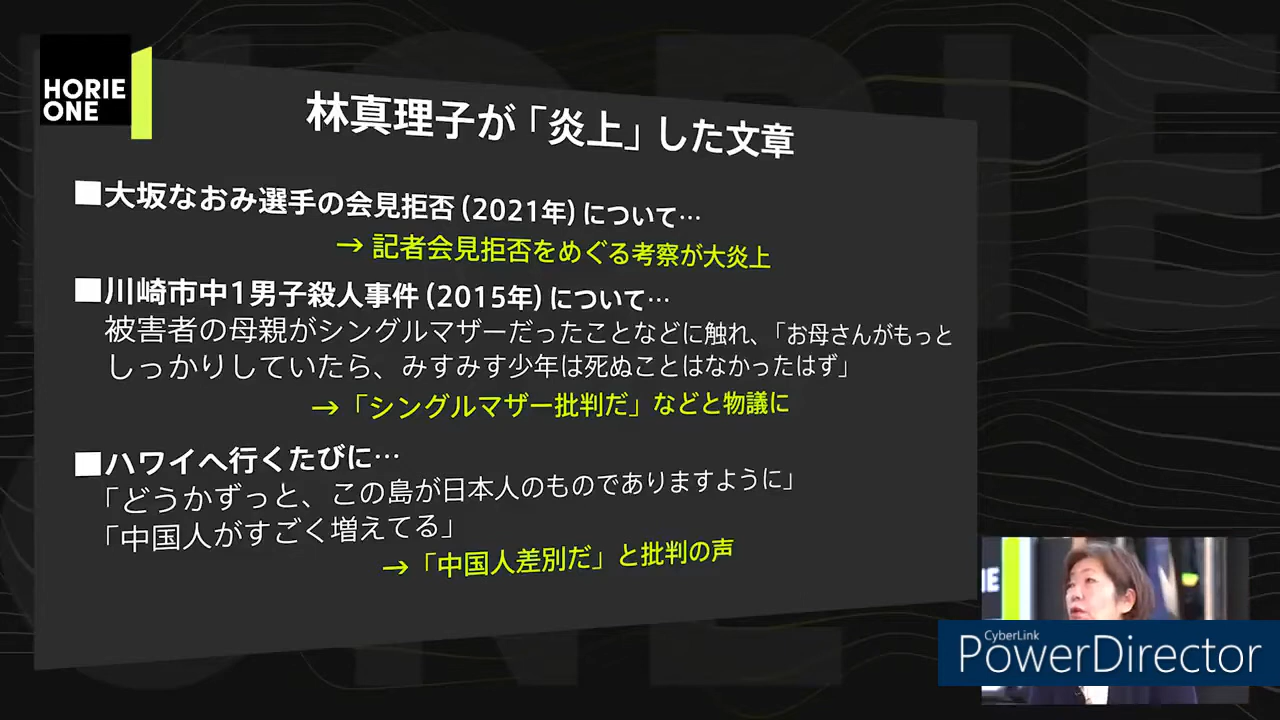 HORIE
ONE
林真理子が「炎上」した文章
■大坂なおみ選手の会見拒否(2021年)について…
→ 記者会見拒否をめぐる考察が大炎上
■川崎市中1男子殺人事件(2015年)について…
被害者の母親がシングルマザーだったことなどに触れ、「お母さんがもっと
しっかりしていたら、みすみす少年は死ぬことはなかったはず」
→「シングルマザー批判だ」などと物議に
■ハワイへ行くたびに…
「どうかずっと、この島が日本人のものでありますように」
「中国人がすごく増えてる」
→「中国人差別だ」と批判の声
CyberLink
PowerDirector